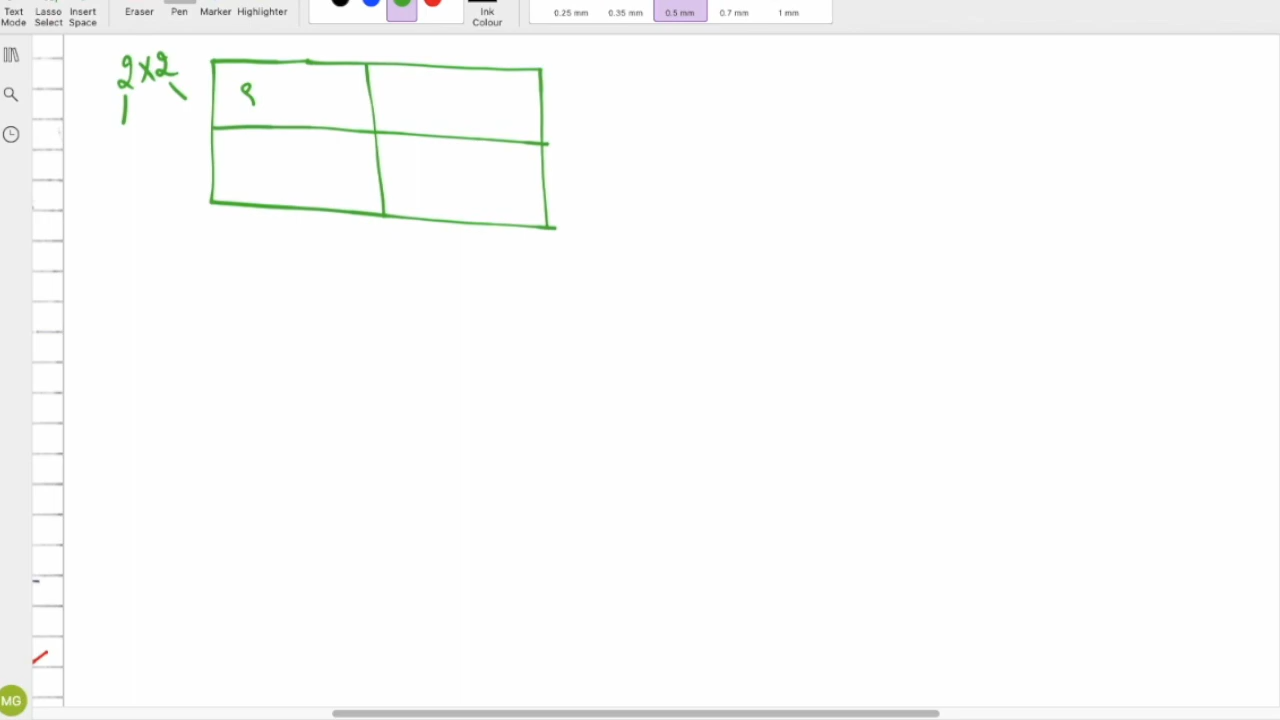 Text Mode
Lasso Select
Insert Space
Eraser
Pen
Marker
Highlighter
Ink Colour
0.25 mm
0.35 mm
0.5 mm
0.7 mm
1 mm
2x2
MG